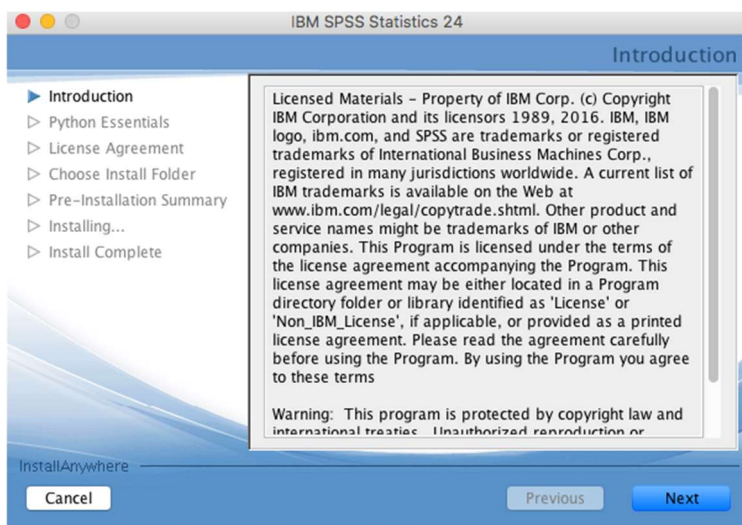 IBM SPSS Statistics 24
Introduction
Introduction
Python Essentials
License Agreement
Choose Install Folder
Pre-Installation Summary
Installing...
Install Complete
Licensed Materials - Property of IBM Corp. (c) Copyright
IBM Corporation and its licensors 1989, 2016. IBM, IBM
logo, ibm.com, and SPSS are trademarks or registered
trademarks of International Business Machines Corp.,
registered in many jurisdictions worldwide. A current list of
IBM trademarks is available on the Web at
www.ibm.com/legal/copytrade.shtml. Other product and
service names might be trademarks of IBM or other
companies. This Program is licensed under the terms of
the license agreement accompanying the Program. This
license agreement may be either located in a Program
directory folder or library identified as 'License' or
'Non_IBM_License', if applicable, or provided as a printed
license agreement. Please read the agreement carefully
before using the Program. By using the Program you agree
to these terms
Warning: This program is protected by copyright law and
international treaties. Unauthorized reproduction or
InstallAnywhere
Cancel
Previous
Next